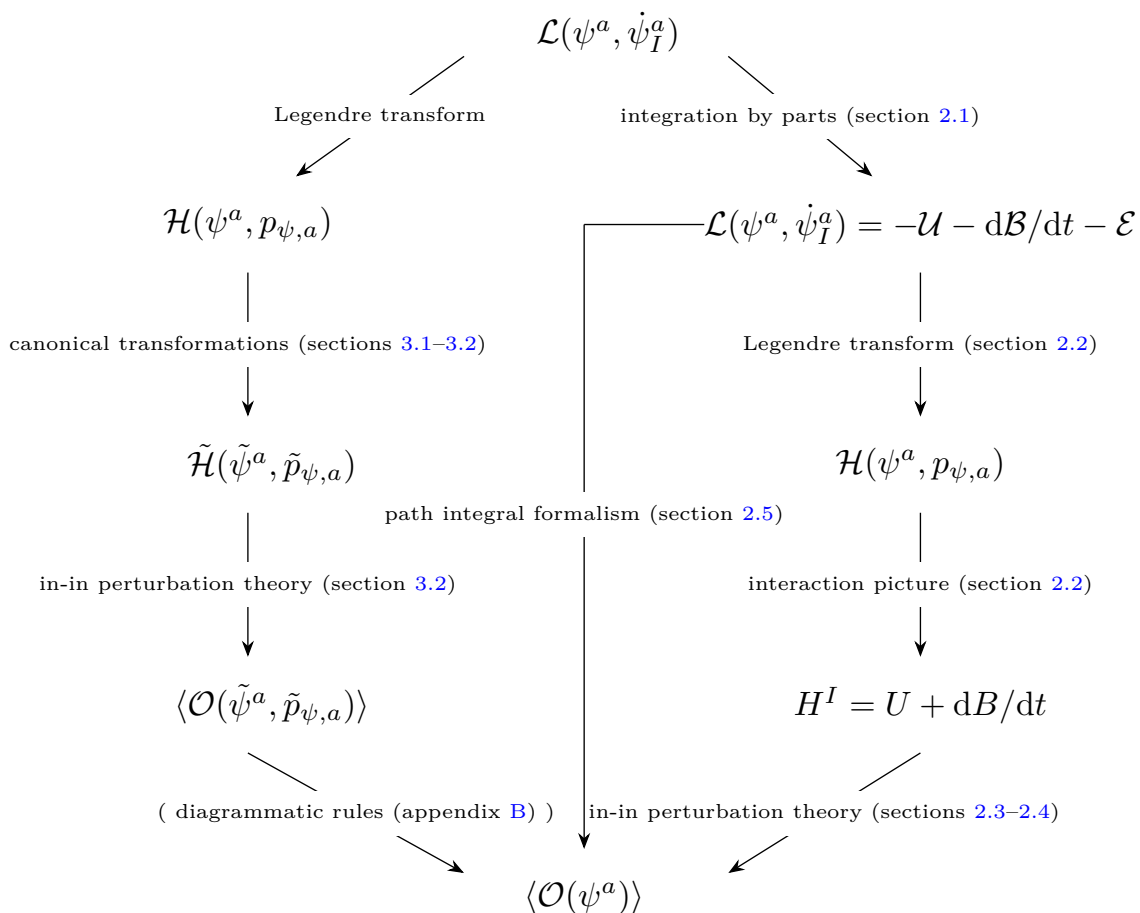 ℒ(ψ^a, ψ̇_I^a)
Legendre transform
integration by parts (section 2.1)
ℋ(ψ^a, p_{ψ,a})
ℒ(ψ^a, ψ̇_I^a) = −𝒰 − dℬ/dt − ℰ
canonical transformations (sections 3.1–3.2)
Legendre transform (section 2.2)
ℋ̃(ψ̃^a, p̃_{ψ,a})
ℋ(ψ^a, p_{ψ,a})
path integral formalism (section 2.5)
in-in perturbation theory (section 3.2)
interaction picture (section 2.2)
⟨𝒪(ψ̃^a, p̃_{ψ,a})⟩
H^I = U + dB/dt
( diagrammatic rules (appendix B) )
in-in perturbation theory (sections 2.3–2.4)
⟨𝒪(ψ^a)⟩